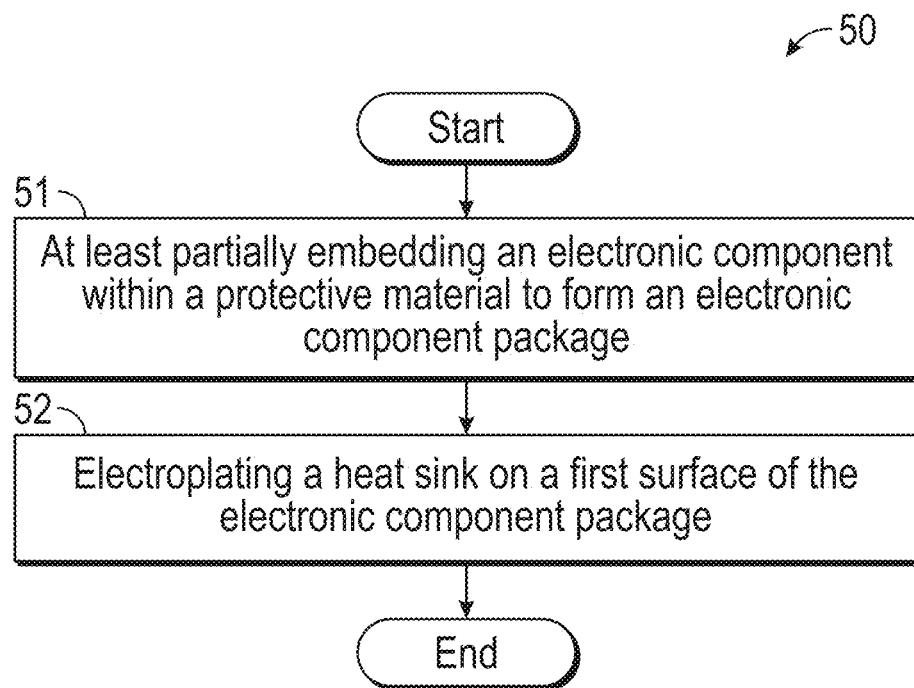 50
Start
51
At least partially embedding an electronic component
within a protective material to form an electronic
component package
52
Electroplating a heat sink on a first surface of the
electronic component package
End